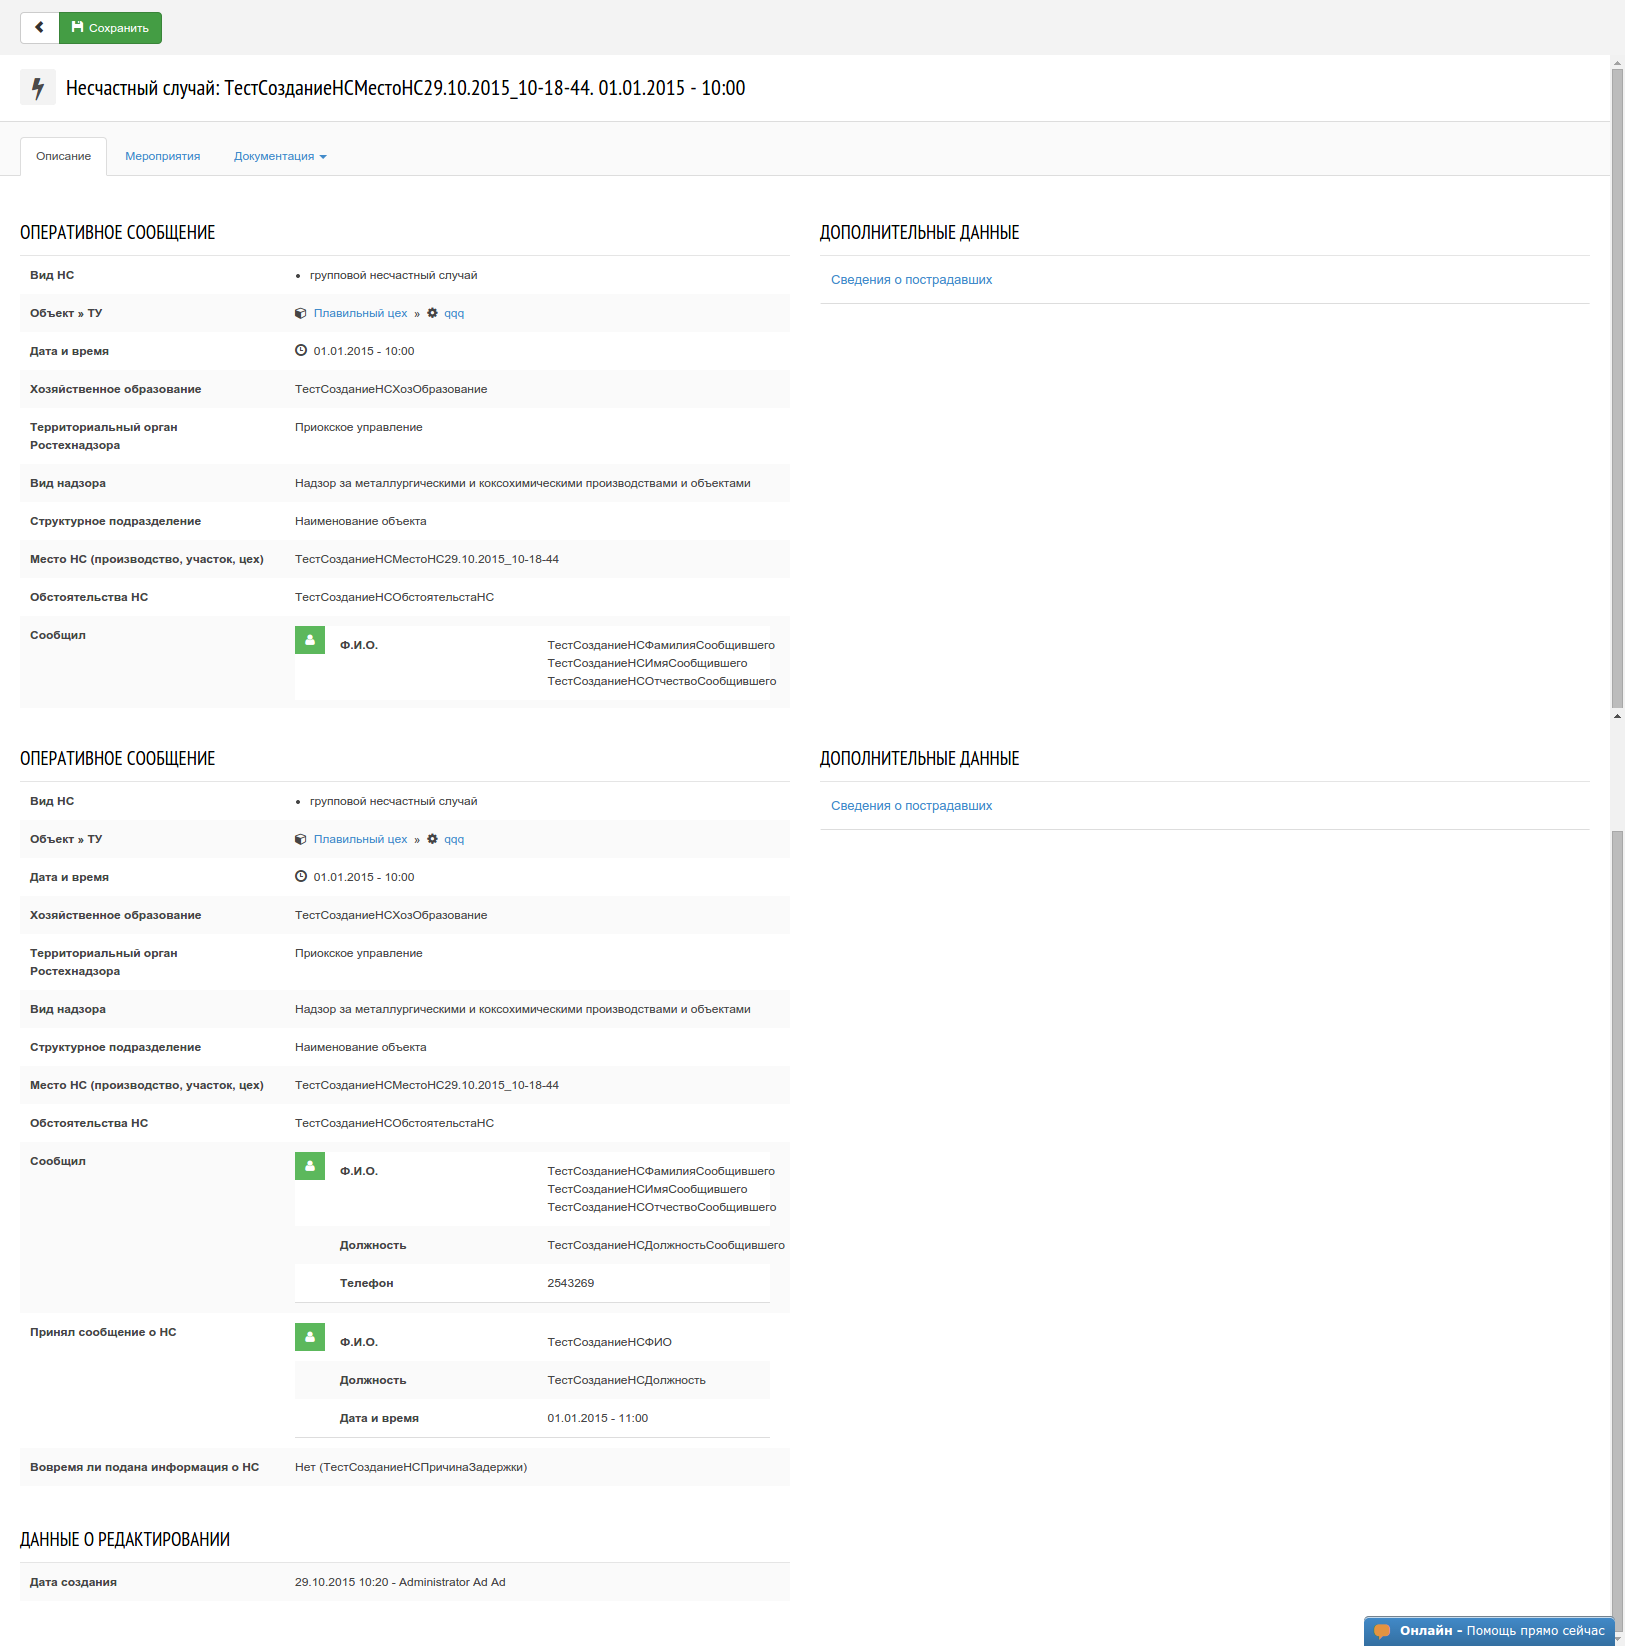 Сохранить
Несчастный случай: ТестСозданиеНСМестоНС29.10.2015_10-18-44. 01.01.2015 - 10:00
Описание Мероприятия Документация
ОПЕРАТИВНОЕ СООБЩЕНИЕ
Вид НС • групповой несчастный случай
Объект » ТУ Плавильный цех » qqq
Дата и время 01.01.2015 - 10:00
Хозяйственное образование ТестСозданиеНСХозОбразование
Территориальный орган Приокское управление
Ростехнадзора
Вид надзора Надзор за металлургическими и коксохимическими производствами и объектами
Структурное подразделение Наименование объекта
Место НС (производство, участок, цех) ТестСозданиеНСМестоНС29.10.2015_10-18-44
Обстоятельства НС ТестСозданиеНСОбстоятельстаНС
Сообщил Ф.И.О. ТестСозданиеНСФамилияСообщившего
ТестСозданиеНСИмяСообщившего
ТестСозданиеНСОтчествоСообщившего
ДОПОЛНИТЕЛЬНЫЕ ДАННЫЕ
Сведения о пострадавших
ОПЕРАТИВНОЕ СООБЩЕНИЕ
Вид НС • групповой несчастный случай
Объект » ТУ Плавильный цех » qqq
Дата и время 01.01.2015 - 10:00
Хозяйственное образование ТестСозданиеНСХозОбразование
Территориальный орган Приокское управление
Ростехнадзора
Вид надзора Надзор за металлургическими и коксохимическими производствами и объектами
Структурное подразделение Наименование объекта
Место НС (производство, участок, цех) ТестСозданиеНСМестоНС29.10.2015_10-18-44
Обстоятельства НС ТестСозданиеНСОбстоятельстаНС
Сообщил Ф.И.О. ТестСозданиеНСФамилияСообщившего
ТестСозданиеНСИмяСообщившего
ТестСозданиеНСОтчествоСообщившего
Должность ТестСозданиеНСДолжностьСообщившего
Телефон 2543269
Принял сообщение о НС Ф.И.О. ТестСозданиеНСФИО
Должность ТестСозданиеНСДолжность
Дата и время 01.01.2015 - 11:00
Вовремя ли подана информация о НС Нет (ТестСозданиеНСПричинаЗадержки)
ДОПОЛНИТЕЛЬНЫЕ ДАННЫЕ
Сведения о пострадавших
ДАННЫЕ О РЕДАКТИРОВАНИИ
Дата создания 29.10.2015 10:20 - Administrator Ad Ad
Онлайн - Помощь прямо сейчас